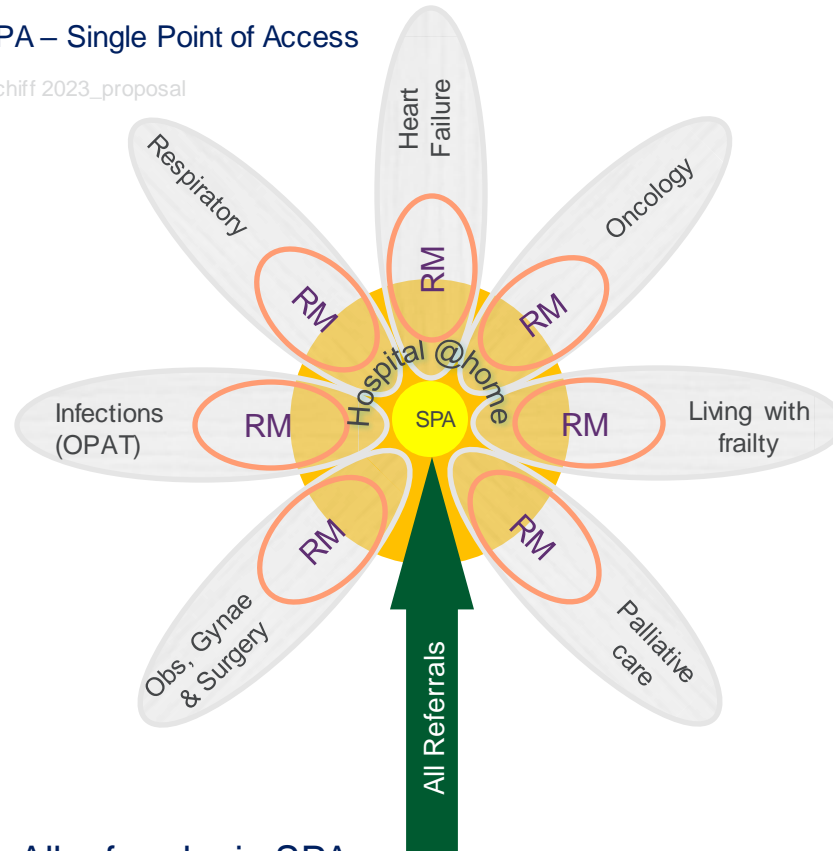 PA – Single Point of Access
chiff 2023_proposal
Heart
Failure
Respiratory
Oncology
RM
RM
RM
Hospital @home
Infections
(OPAT)
RM
SPA
RM
Living with
frailty
RM
RM
Obs, Gynae
& Surgery
Palliative
care
All Referrals